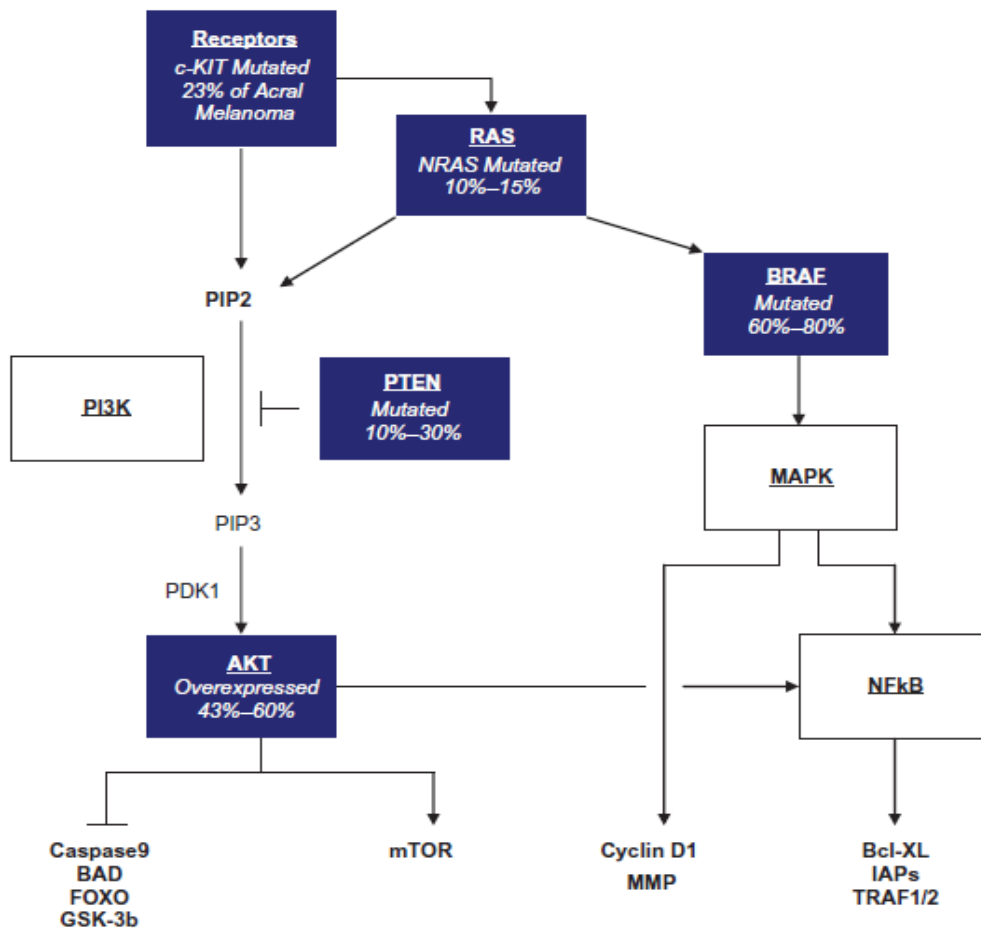 Receptors
c-KIT Mutated
23% of Acral
Melanoma
RAS
NRAS Mutated
10%–15%
PIP2
BRAF
Mutated
60%–80%
PI3K
PTEN
Mutated
10%–30%
MAPK
PIP3
PDK1
AKT
Overexpressed
43%–60%
NFkB
Caspase9
BAD
FOXO
GSK-3b
mTOR
Cyclin D1
MMP
Bcl-XL
IAPs
TRAF1/2